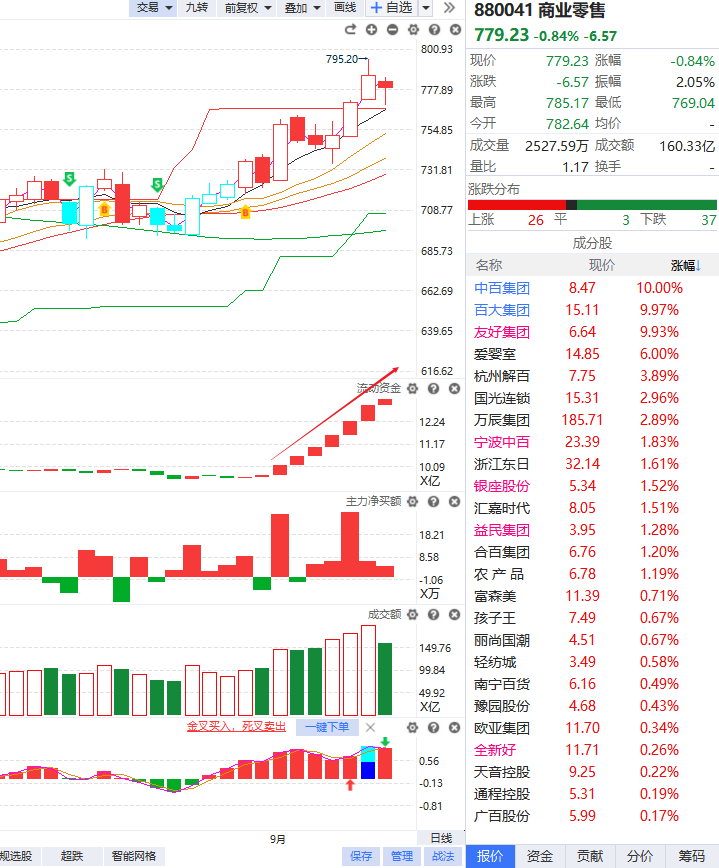 交易 九转 前复权 叠加 画线 自选
880041 商业零售
779.23 -0.84% -6.57
现价 779.23 涨幅 -0.84%
涨跌 -6.57 振幅 2.05%
最高 785.17 最低 769.04
今开 782.64 均价 -
成交量 2527.59万 成交额 160.33亿
量比 1.17 换手 -
涨跌分布
上涨 26 平 3 下跌 37
成分股
名称 现价 涨幅↓
中百集团 8.47 10.00%
百大集团 15.11 9.97%
友好集团 6.64 9.93%
爱婴室 14.85 6.00%
杭州解百 7.75 3.89%
国光连锁 15.31 2.96%
万辰集团 185.71 2.89%
宁波中百 23.39 1.83%
浙江东日 32.14 1.61%
银座股份 5.34 1.52%
汇嘉时代 8.05 1.51%
益民集团 3.95 1.28%
合百集团 6.76 1.20%
农 产 品 6.78 1.19%
富森美 11.39 0.71%
孩子王 7.49 0.67%
丽尚国潮 4.51 0.67%
轻纺城 3.49 0.58%
南宁百货 6.16 0.49%
豫园股份 4.68 0.43%
欧亚集团 11.70 0.34%
全新好 11.71 0.26%
天音控股 9.25 0.22%
通程控股 5.31 0.19%
广百股份 5.99 0.17%
报价 资金 贡献 分价 筹码
800.93
795.20
777.89
754.85
731.81
S
S
B
B
708.77
685.73
662.69
639.65
616.62
流动资金
12.24
11.17
10.09
X亿
主力净买额
18.21
8.58
-1.06
X万
成交额
149.76
99.84
49.92
X亿
金叉买入，死叉卖出 一键下单
0.56
-0.13
-0.81
9月 日线
规选股 超跌 智能网格 保存 管理 战法